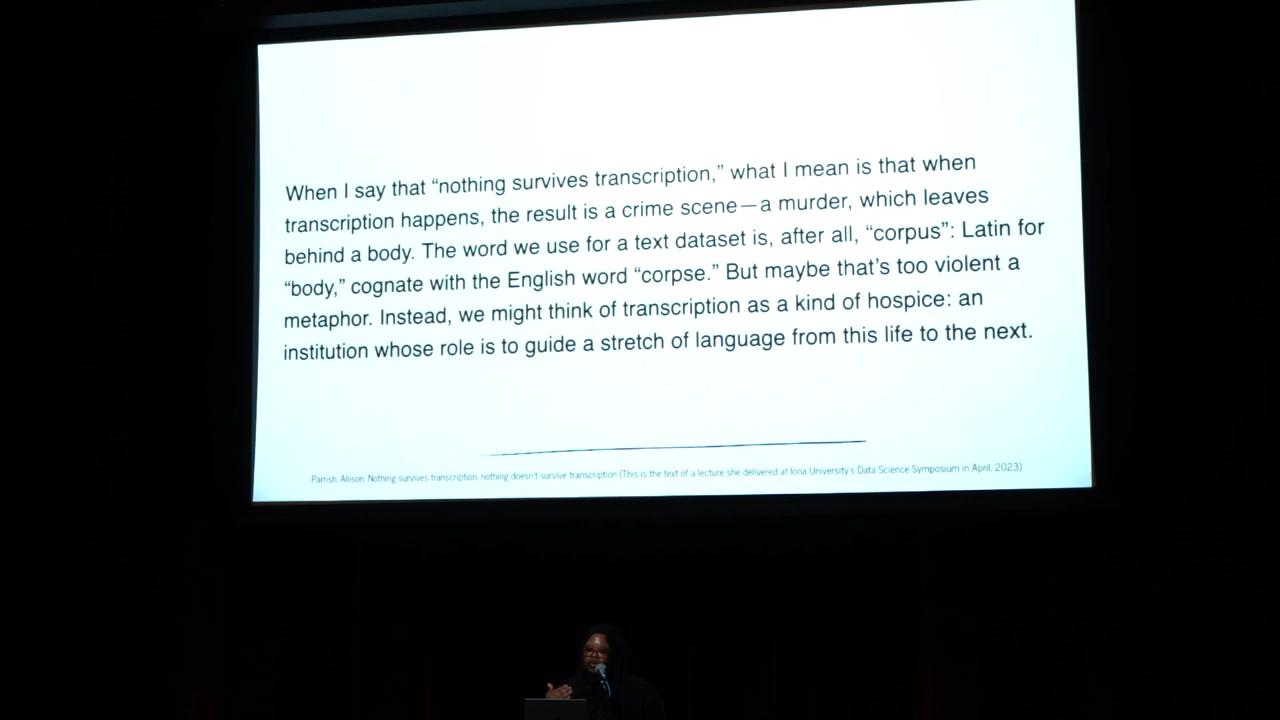 When I say that “nothing survives transcription,” what I mean is that when
transcription happens, the result is a crime scene—a murder, which leaves
behind a body. The word we use for a text dataset is, after all, “corpus”: Latin for
“body,” cognate with the English word “corpse.” But maybe that’s too violent a
metaphor. Instead, we might think of transcription as a kind of hospice: an
institution whose role is to guide a stretch of language from this life to the next.
Parrish, Allison. Nothing survives transcription, nothing doesn't survive transcription (This is the text of a lecture she delivered at Iona University's Data Science Symposium in April, 2023)